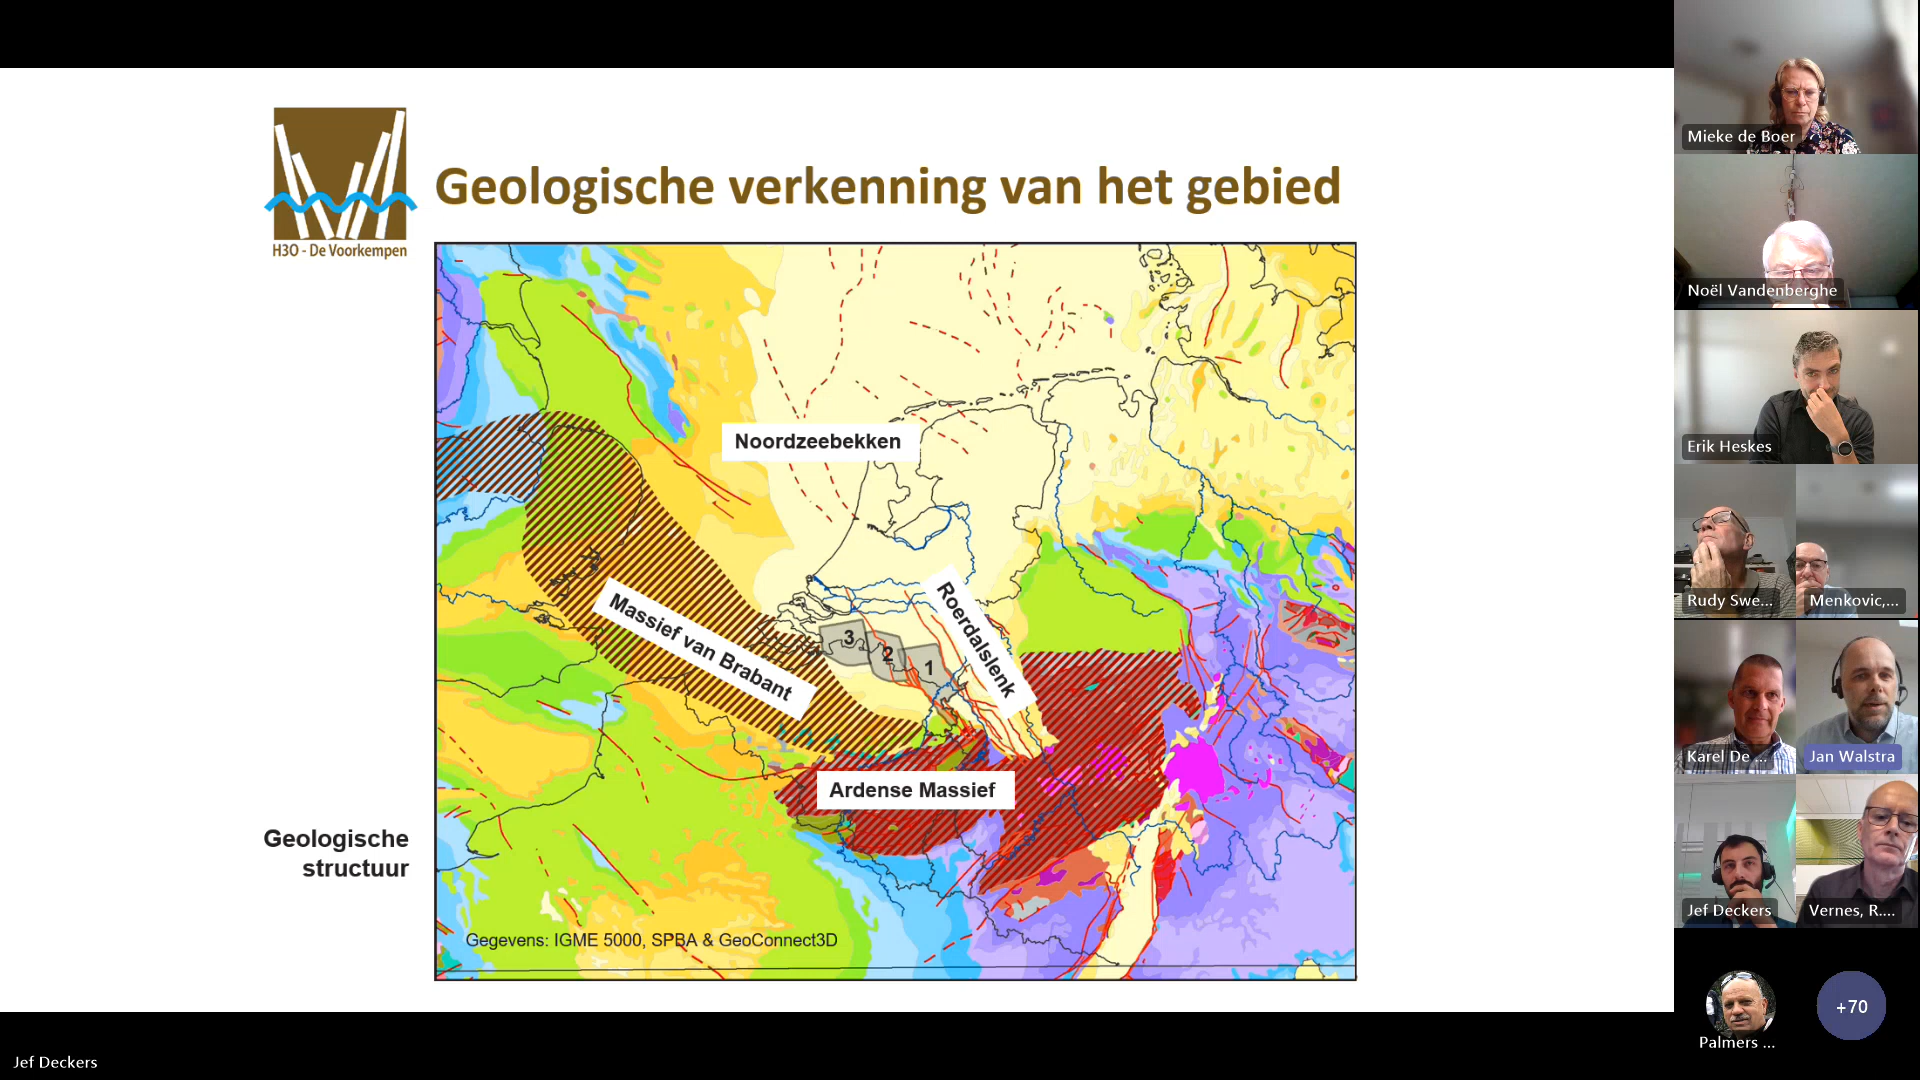 H3O - De Voorkempen
Geologische verkenning van het gebied
Noordzeebekken
Massief van Brabant
Roerdalslenk
3
2
1
Ardense Massief
Geologische
structuur
Gegevens: IGME 5000, SPBA & GeoConnect3D
Jef Deckers
Mieke de Boer
Noël Vandenberghe
Erik Heskes
Rudy Swe...
Menkovic,...
Karel De ...
Jan Walstra
Jef Deckers
Vernes, R....
Palmers ...
+70